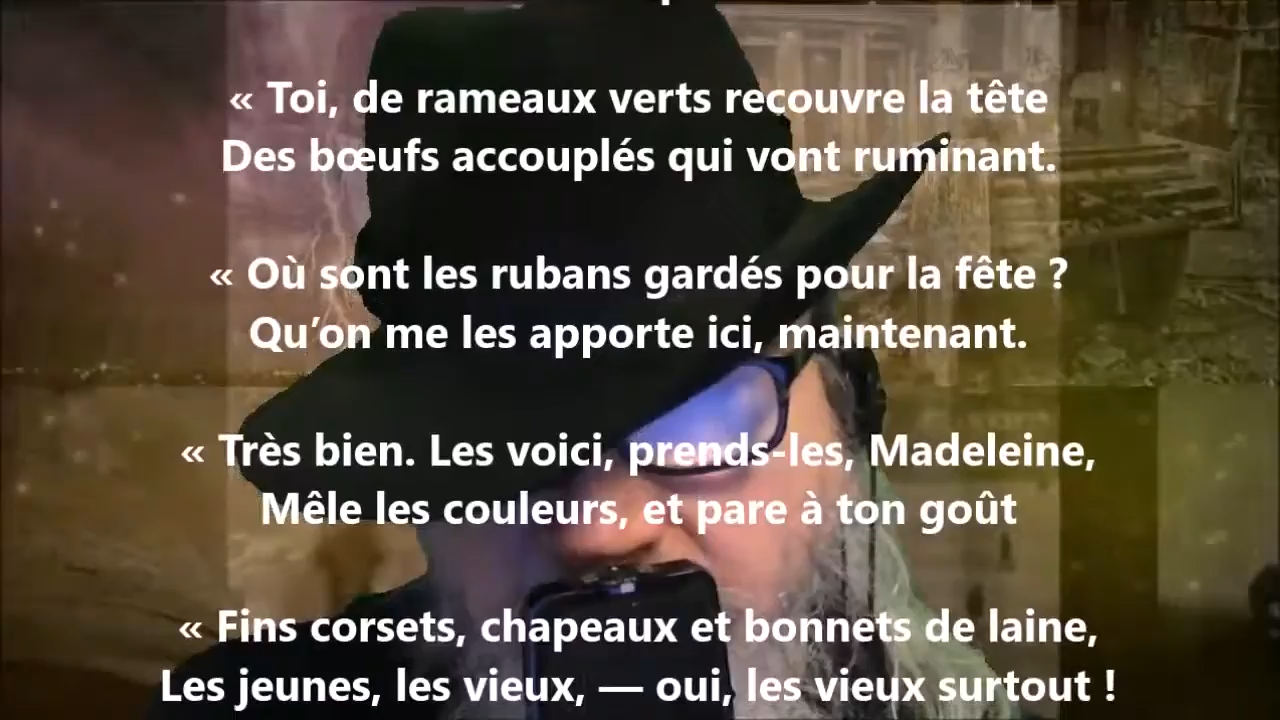 « Toi, de rameaux verts recouvre la tête
Des bœufs accouplés qui vont ruminant.
« Où sont les rubans gardés pour la fête ?
Qu’on me les apporte ici, maintenant.
« Très bien. Les voici, prends-les, Madeleine,
Mêle les couleurs, et pare à ton goût
« Fins corsets, chapeaux et bonnets de laine,
Les jeunes, les vieux, — oui, les vieux surtout !